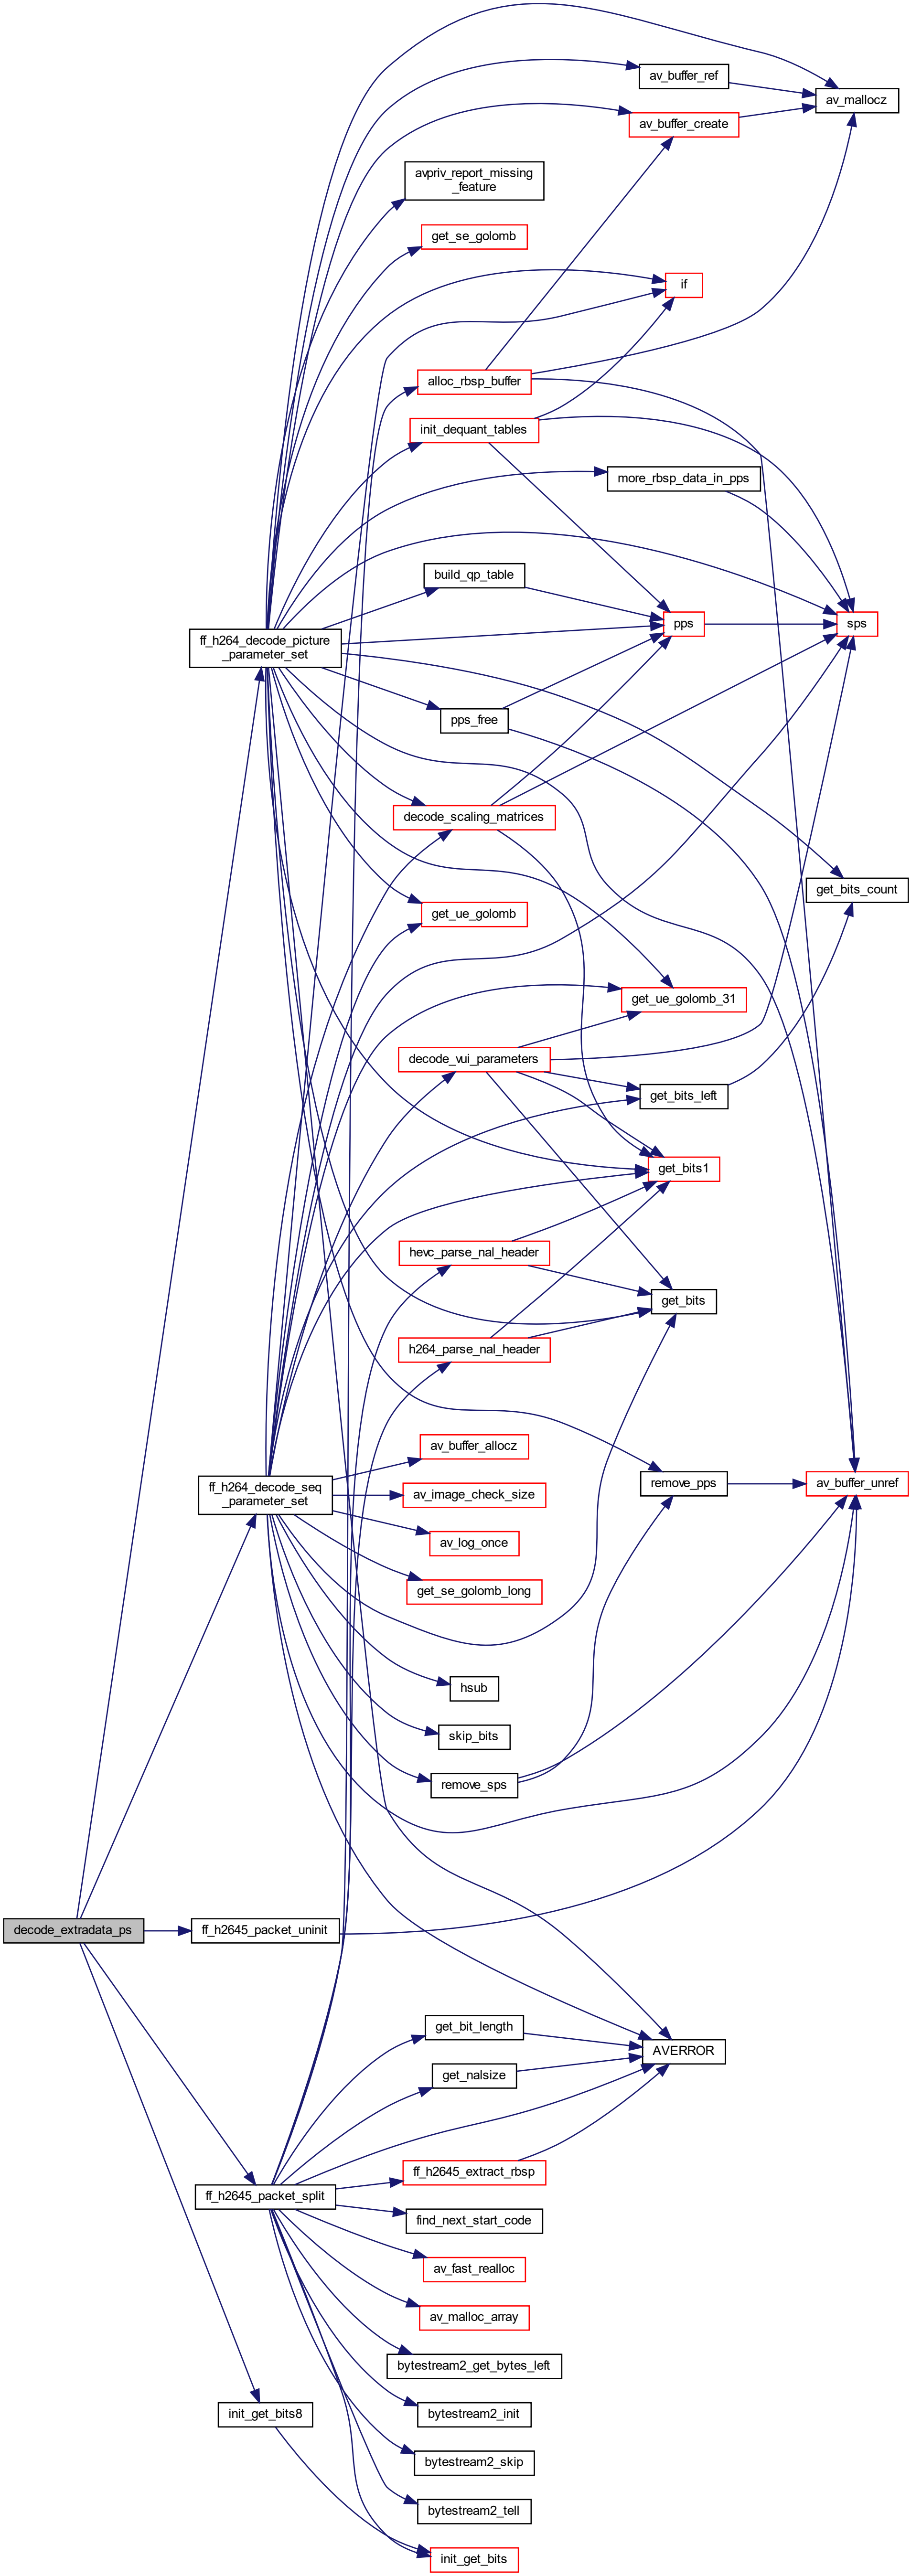 av_buffer_ref
av_mallocz
av_buffer_create
avpriv_report_missing
_feature
get_se_golomb
if
alloc_rbsp_buffer
init_dequant_tables
more_rbsp_data_in_pps
build_qp_table
pps
sps
ff_h264_decode_picture
_parameter_set
pps_free
decode_scaling_matrices
get_bits_count
get_ue_golomb
get_ue_golomb_31
decode_vui_parameters
get_bits_left
get_bits1
hevc_parse_nal_header
get_bits
h264_parse_nal_header
av_buffer_allocz
remove_pps
av_buffer_unref
ff_h264_decode_seq
_parameter_set
av_image_check_size
av_log_once
get_se_golomb_long
hsub
skip_bits
remove_sps
decode_extradata_ps
ff_h2645_packet_uninit
get_bit_length
AVERROR
get_nalsize
ff_h2645_extract_rbsp
ff_h2645_packet_split
find_next_start_code
av_fast_realloc
av_malloc_array
bytestream2_get_bytes_left
init_get_bits8
bytestream2_init
bytestream2_skip
bytestream2_tell
init_get_bits